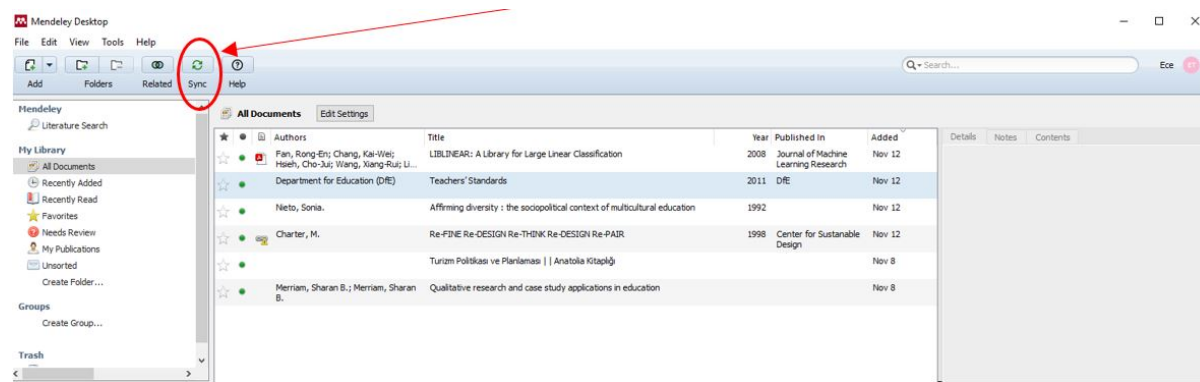 Mendeley Desktop
File Edit View Tools Help
Search...
Ece
Add Folders Related Sync Help
Mendeley
Literature Search
My Library
All Documents
Recently Added
Recently Read
Favorites
Needs Review
My Publications
Unsorted
Create Folder...
Groups
Create Group...
Trash
All Documents Edit Settings
Authors Title Year Published In Added
Fan, Rong-En; Chang, Kai-Wei; LIBLINEAR: A Library for Large Linear Classification 2008 Journal of Machine Nov 12
Hsieh, Cho-Jui; Wang, Xiang-Rui; Li... Learning Research
Department for Education (DfE) Teachers' Standards 2011 DfE Nov 12
Nieto, Sonia. Affirming diversity : the sociopolitical context of multicultural education 1992 Nov 12
Charter, M. Re-FINE Re-DESIGN Re-THINK Re-DESIGN Re-PAIR 1998 Center for Sustanable Nov 12
Design
Turizm Politikası ve Planlaması | | Anatolia Kitaplığı Nov 8
Merriam, Sharan B.; Merriam, Sharan Qualitative research and case study applications in education Nov 8
B.
Details Notes Contents